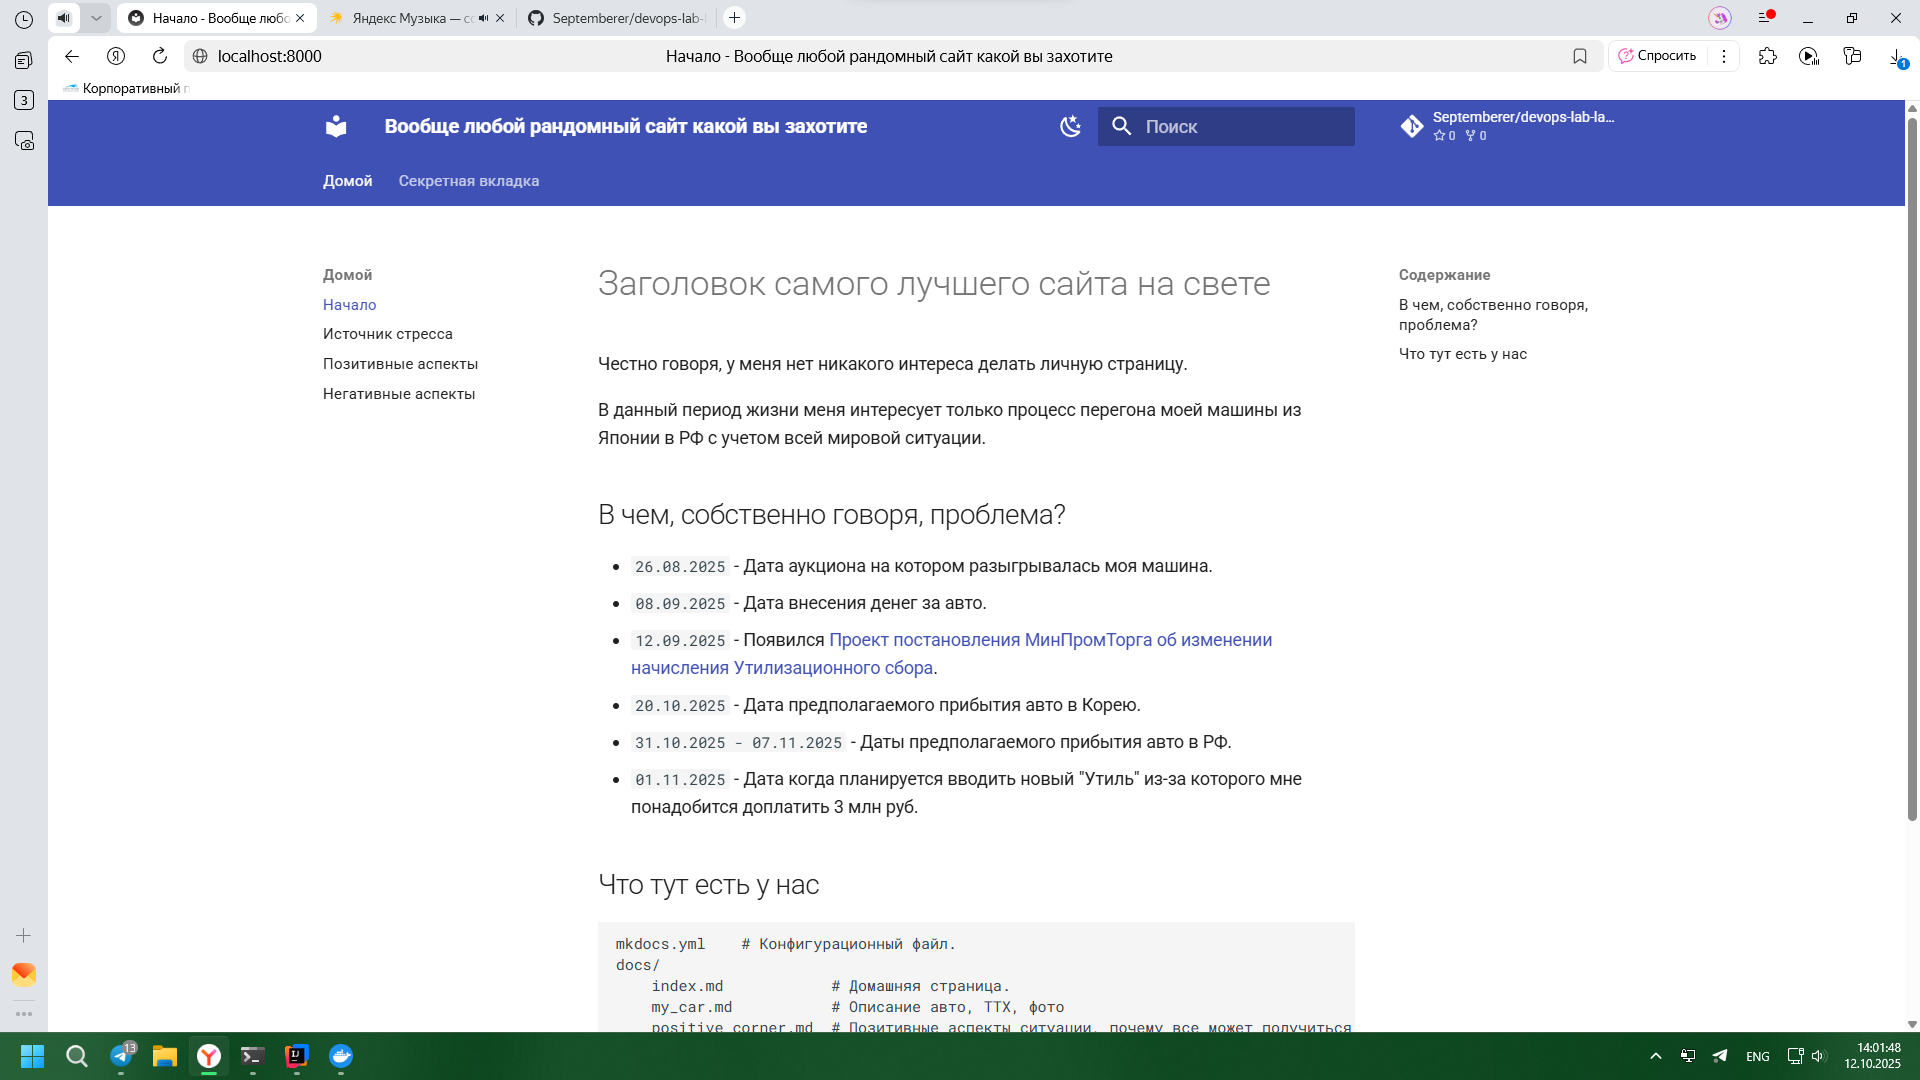 Начало - Вообще любо
Яндекс Музыка — со
Septemberer/devops-lab-
localhost:8000
Начало - Вообще любой рандомный сайт какой вы захотите
Спросить
1
Корпоративный п
3
Вообще любой рандомный сайт какой вы захотите
Поиск
Septemberer/devops-lab-la...
0 0
Домой
Секретная вкладка
Домой
Начало
Источник стресса
Позитивные аспекты
Негативные аспекты
Заголовок самого лучшего сайта на свете
Честно говоря, у меня нет никакого интереса делать личную страницу.
В данный период жизни меня интересует только процесс перегона моей машины из
Японии в РФ с учетом всей мировой ситуации.
В чем, собственно говоря, проблема?
26.08.2025 - Дата аукциона на котором разыгрывалась моя машина.
08.09.2025 - Дата внесения денег за авто.
12.09.2025 - Появился Проект постановления МинПромТорга об изменении
начисления Утилизационного сбора.
20.10.2025 - Дата предполагаемого прибытия авто в Корею.
31.10.2025 - 07.11.2025 - Даты предполагаемого прибытия авто в РФ.
01.11.2025 - Дата когда планируется вводить новый "Утиль" из-за которого мне
понадобится доплатить 3 млн руб.
Что тут есть у нас
mkdocs.yml # Конфигурационный файл.
docs/
index.md # Домашняя страница.
my_car.md # Описание авто, ТТХ, фото
positive_corner.md # Позитивные аспекты ситуации, почему все может получиться
Содержание
В чем, собственно говоря,
проблема?
Что тут есть у нас
13
ENG
14:01:48
12.10.2025